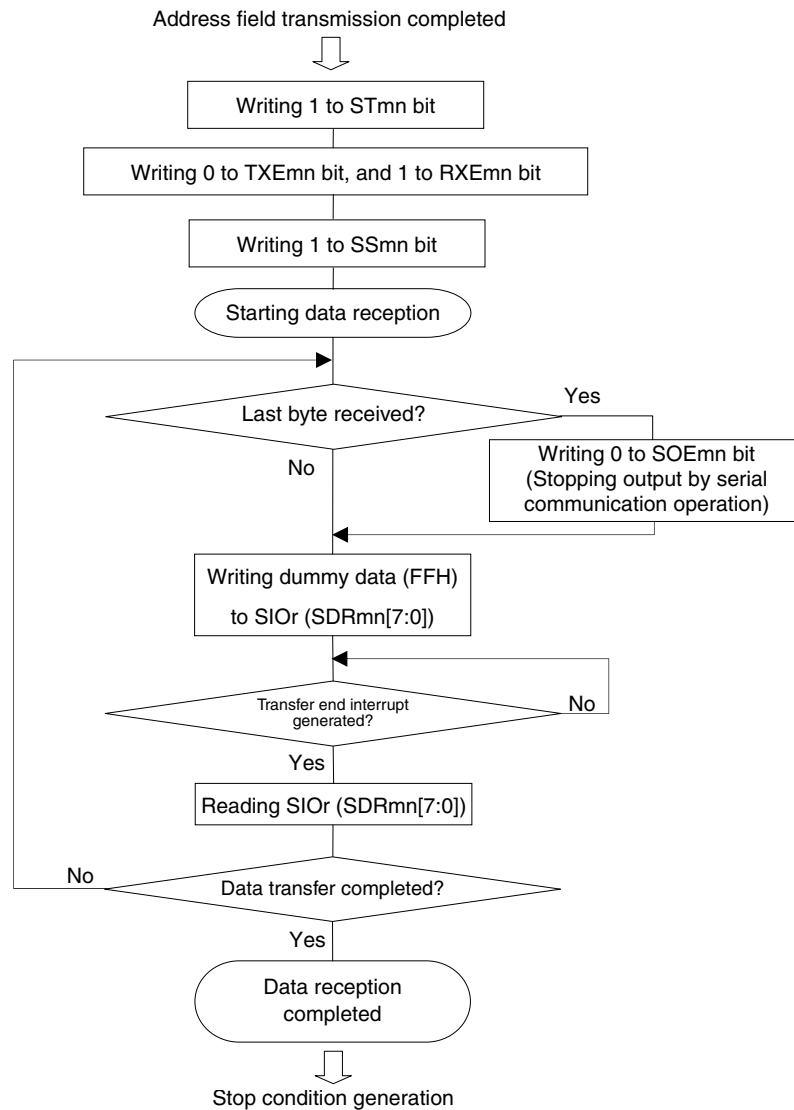 Address field transmission completed
Writing 1 to STmn bit
Writing 0 to TXEmn bit, and 1 to RXEmn bit
Writing 1 to SSmn bit
Starting data reception
Last byte received?
Yes
No
Writing 0 to SOEmn bit
(Stopping output by serial
communication operation)
Writing dummy data (FFH)
to SIOr (SDRmn[7:0])
Transfer end interrupt
generated?
No
Yes
Reading SIOr (SDRmn[7:0])
No
Data transfer completed?
Yes
Data reception
completed
Stop condition generation